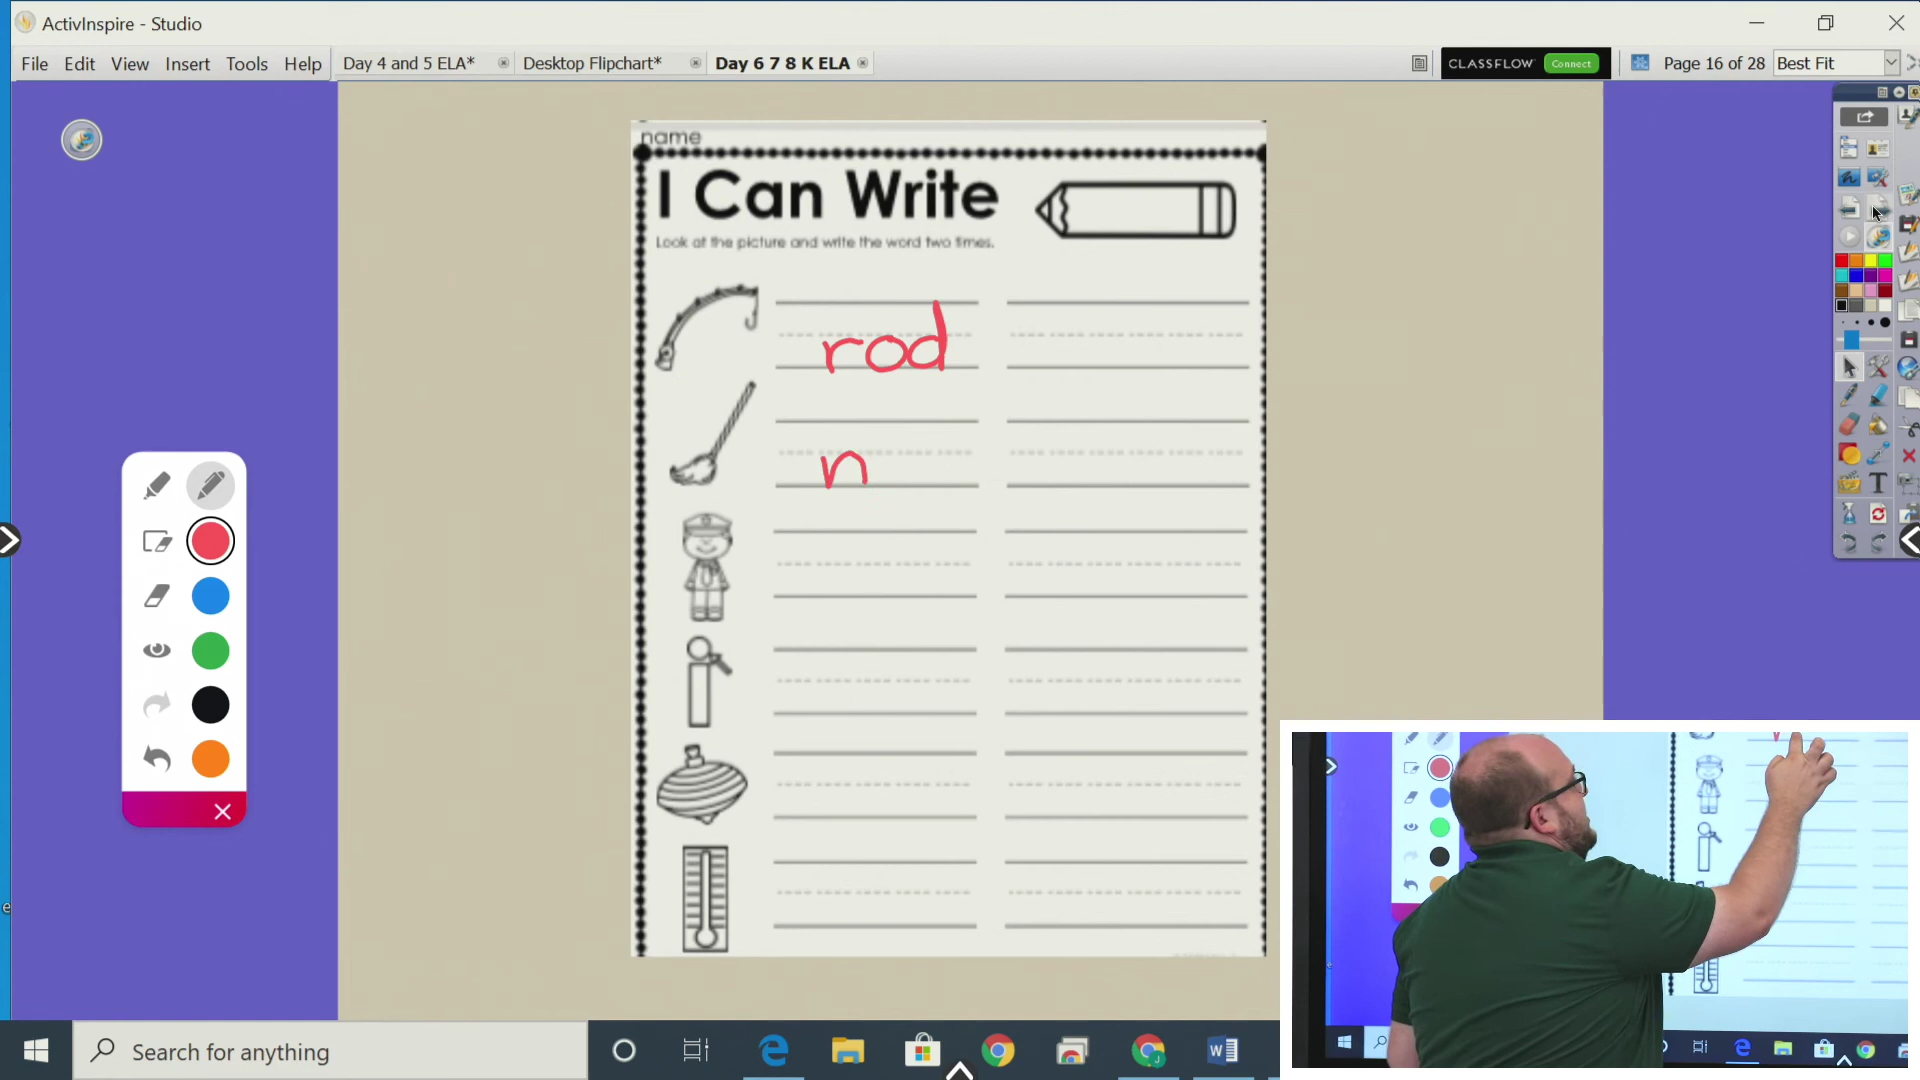 ActivInspire - Studio
File Edit View Insert Tools Help
Day 4 and 5 ELA* Desktop Flipchart* Day 6 7 8 K ELA
CLASSFLOW Connect
Page 16 of 28 Best Fit
name
I Can Write
Look at the picture and write the word two times.
rod
n
T
Search for anything